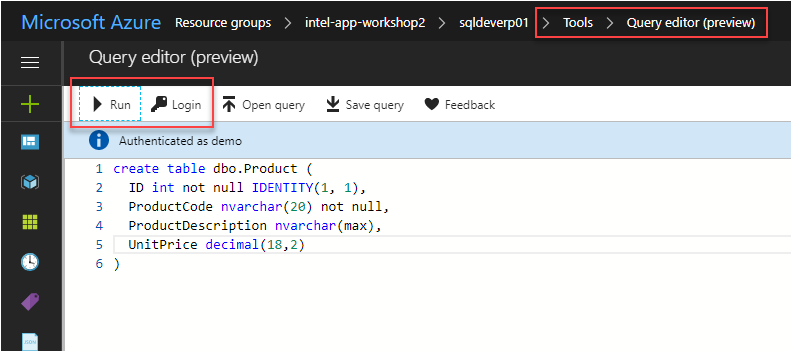 Microsoft Azure Resource groups > intel-app-workshop2 > sqldeverp01 > Tools > Query editor (preview)
Query editor (preview)
Run Login Open query Save query Feedback
Authenticated as demo
1 create table dbo.Product (
2 ID int not null IDENTITY(1, 1),
3 ProductCode nvarchar(20) not null,
4 ProductDescription nvarchar(max),
5 UnitPrice decimal(18,2)
6 )